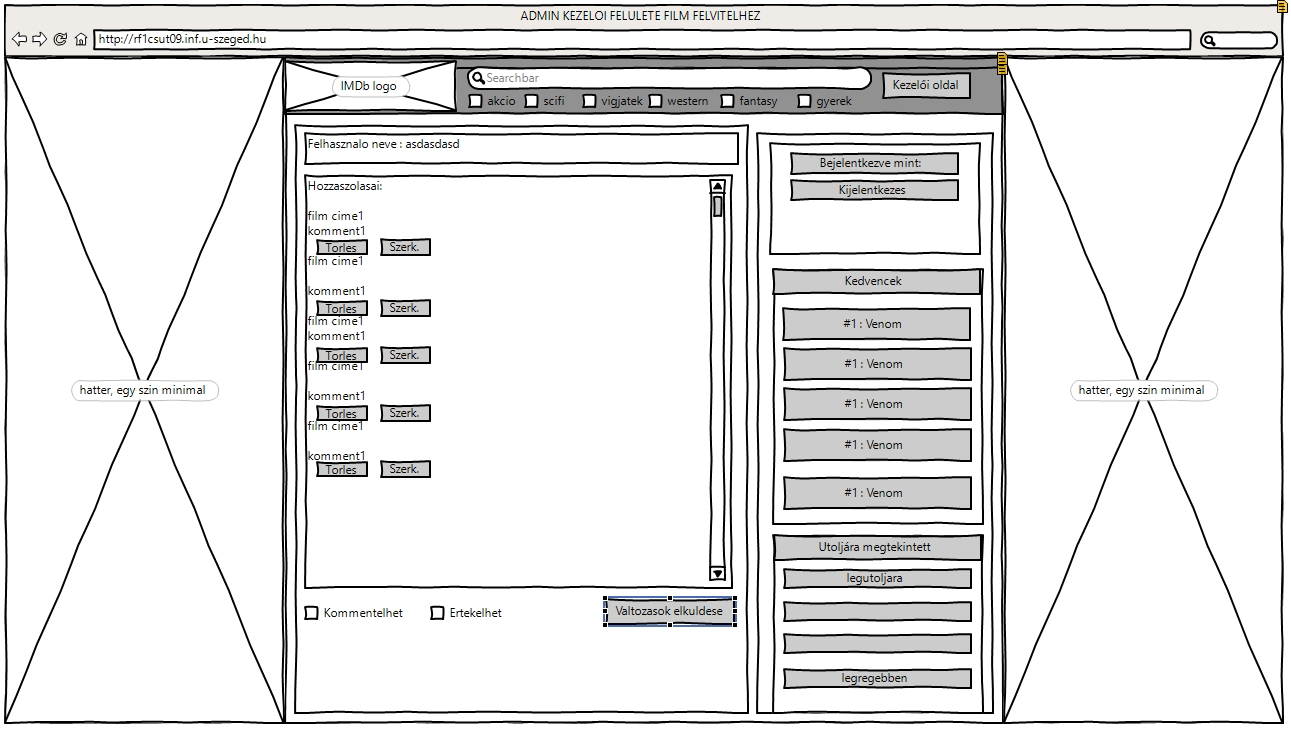 ADMIN KEZELOI FELULETE FILM FELVITELHEZ
http://rf1csut09.inf.u-szeged.hu
IMDb logo
Searchbar
Kezelői oldal
akcio scifi vigjatek western fantasy gyerek
Felhasznalo neve : asdasdasd
Hozzaszolasai:
film cime1
komment1
Torles Szerk.
film cime1
komment1
Torles Szerk.
film cime1
komment1
Torles Szerk.
film cime1
komment1
Torles Szerk.
film cime1
komment1
Torles Szerk.
Kommentelhet Ertekelhet Valtozasok elkuldese
Bejelentkezve mint:
Kijelentkezes
Kedvencek
#1 : Venom
#1 : Venom
#1 : Venom
#1 : Venom
#1 : Venom
Utoljára megtekintett
legutoljara
legregebben
hatter, egy szin minimal
hatter, egy szin minimal